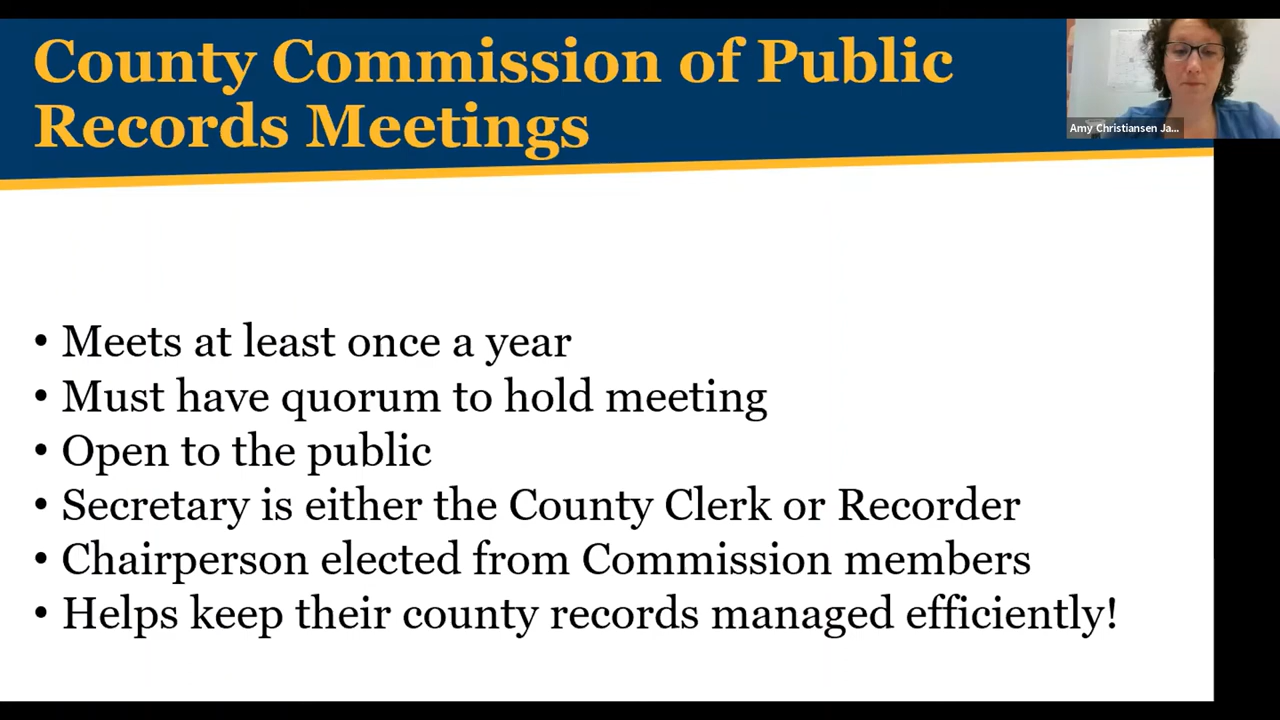 County Commission of Public
Records Meetings
Amy Christiansen Ja...
• Meets at least once a year
• Must have quorum to hold meeting
• Open to the public
• Secretary is either the County Clerk or Recorder
• Chairperson elected from Commission members
• Helps keep their county records managed efficiently!